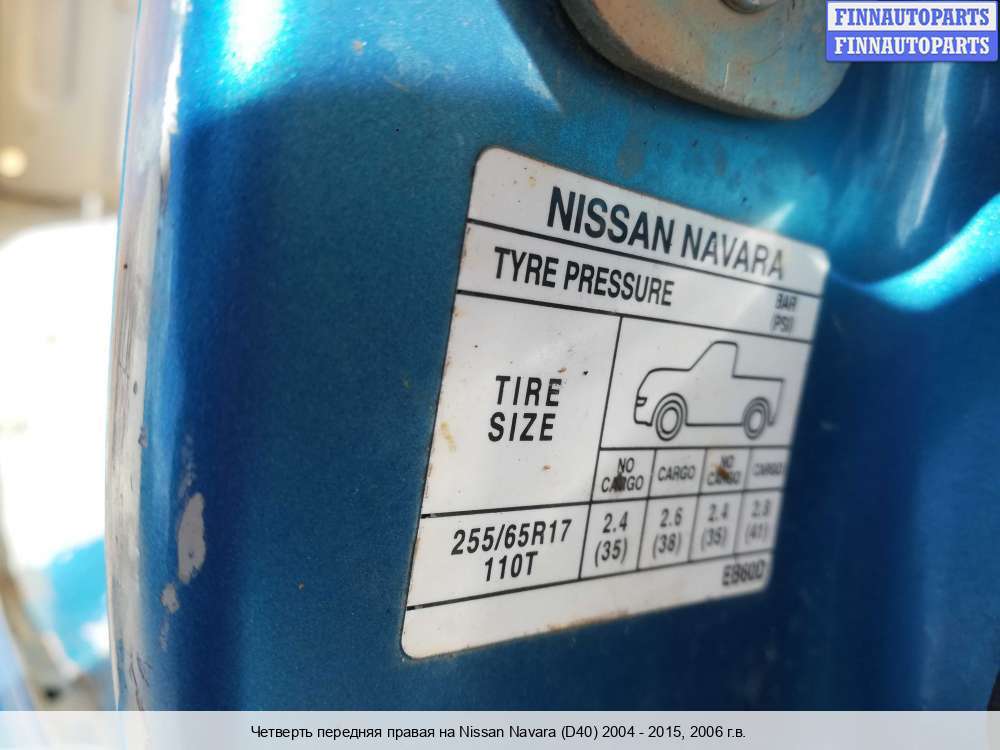 FINNAUTOPARTS
FINNAUTOPARTS
NISSAN NAVARA
TYRE PRESSURE
BAR
(PSI)
TIRE
SIZE
NO CARGO CARGO NO CARGO CARGO
255/65R17 2.4 2.6 2.4 2.8
110T (35) (38) (35) (41)
EB60D
Четверть передняя правая на Nissan Navara (D40) 2004 - 2015, 2006 г.в.